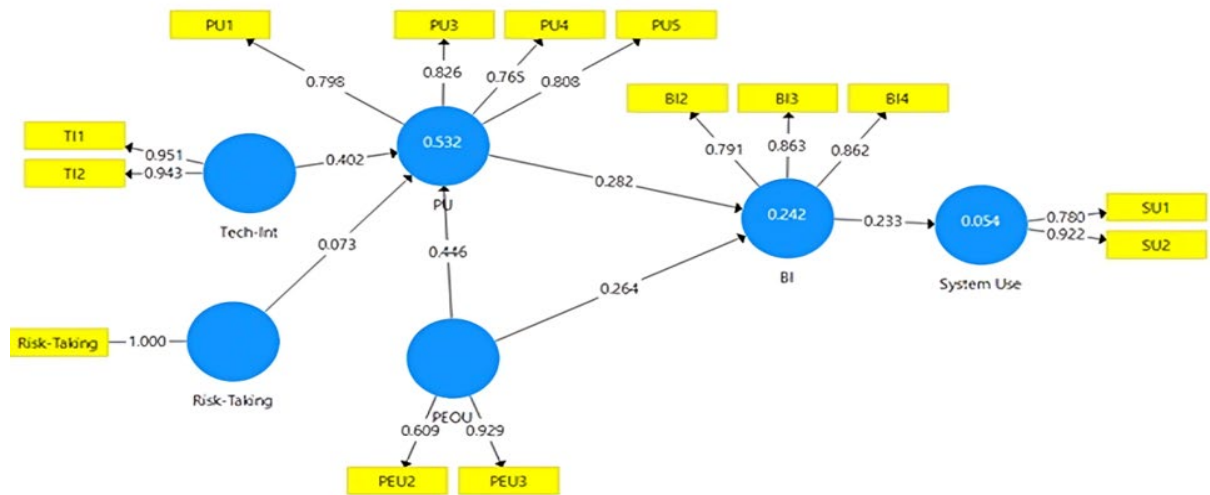 PU1
PU3
PU4
PU5
0.798
0.826
0.765
0.808
BI2
BI3
BI4
TI1
TI2
0.951
0.943
0.402
0.532
PU
Tech-Int
0.791
0.863
0.862
0.282
0.242
BI
0.233
0.054
System Use
0.780
0.922
SU1
SU2
0.073
0.446
0.264
Risk-Taking
1.000
Risk-Taking
PEOU
0.609
0.929
PEU2
PEU3